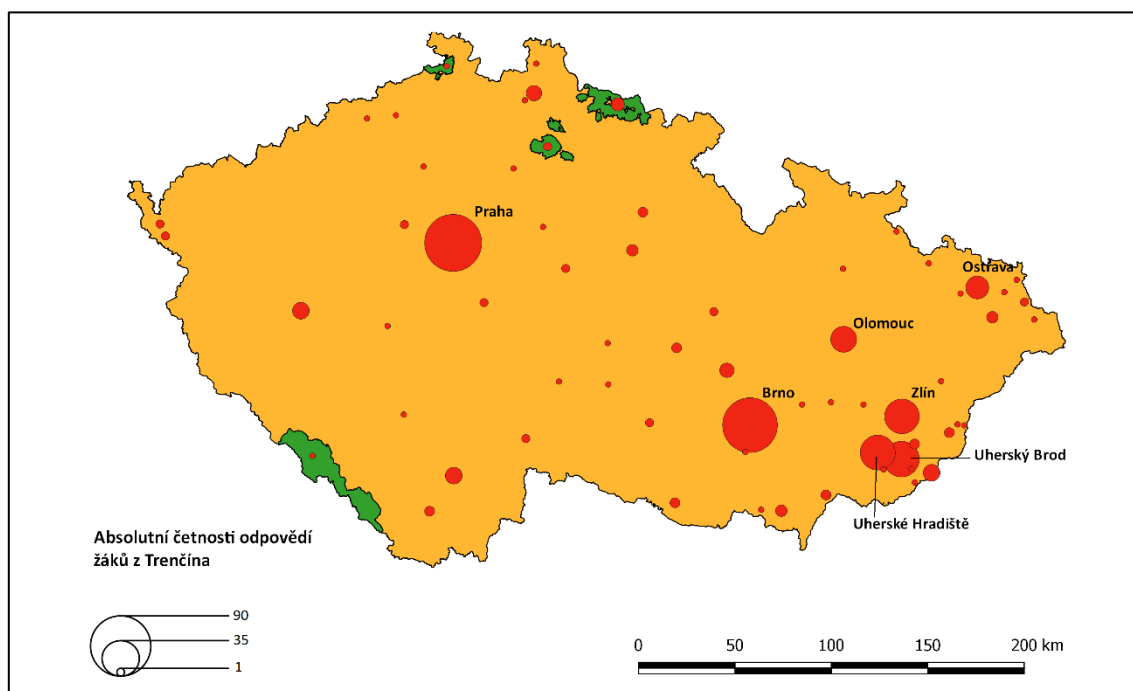 Praha
Ostrava
Olomouc
Brno
Zlín
Uherský Brod
Uherské Hradiště
Absolutní četnosti odpovědí
žáků z Trenčína
90
35
1
0 50 100 150 200 km